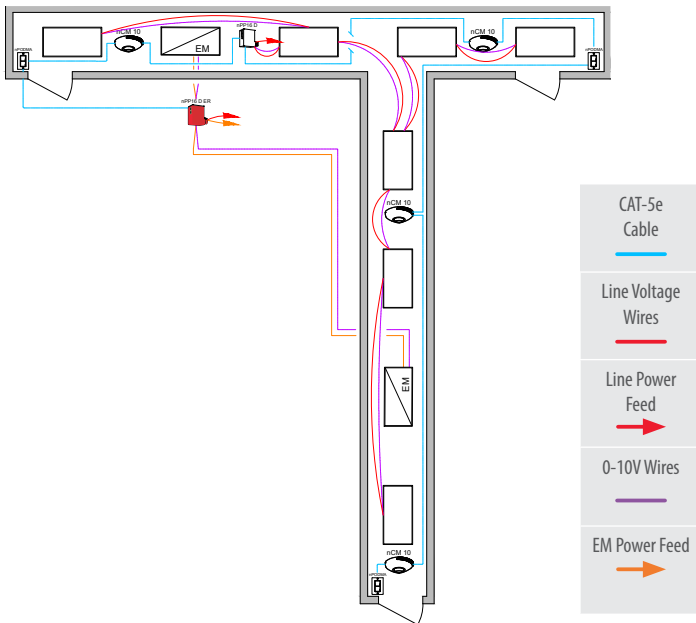 nCM 10
EM
nPP16 D
nCM 10
nPODMA
nPODMA
nPP16 D ER
nCM 10
EM
nCM 10
nPODMA
CAT-5e
Cable
Line Voltage
Wires
Line Power
Feed
0-10V Wires
EM Power Feed